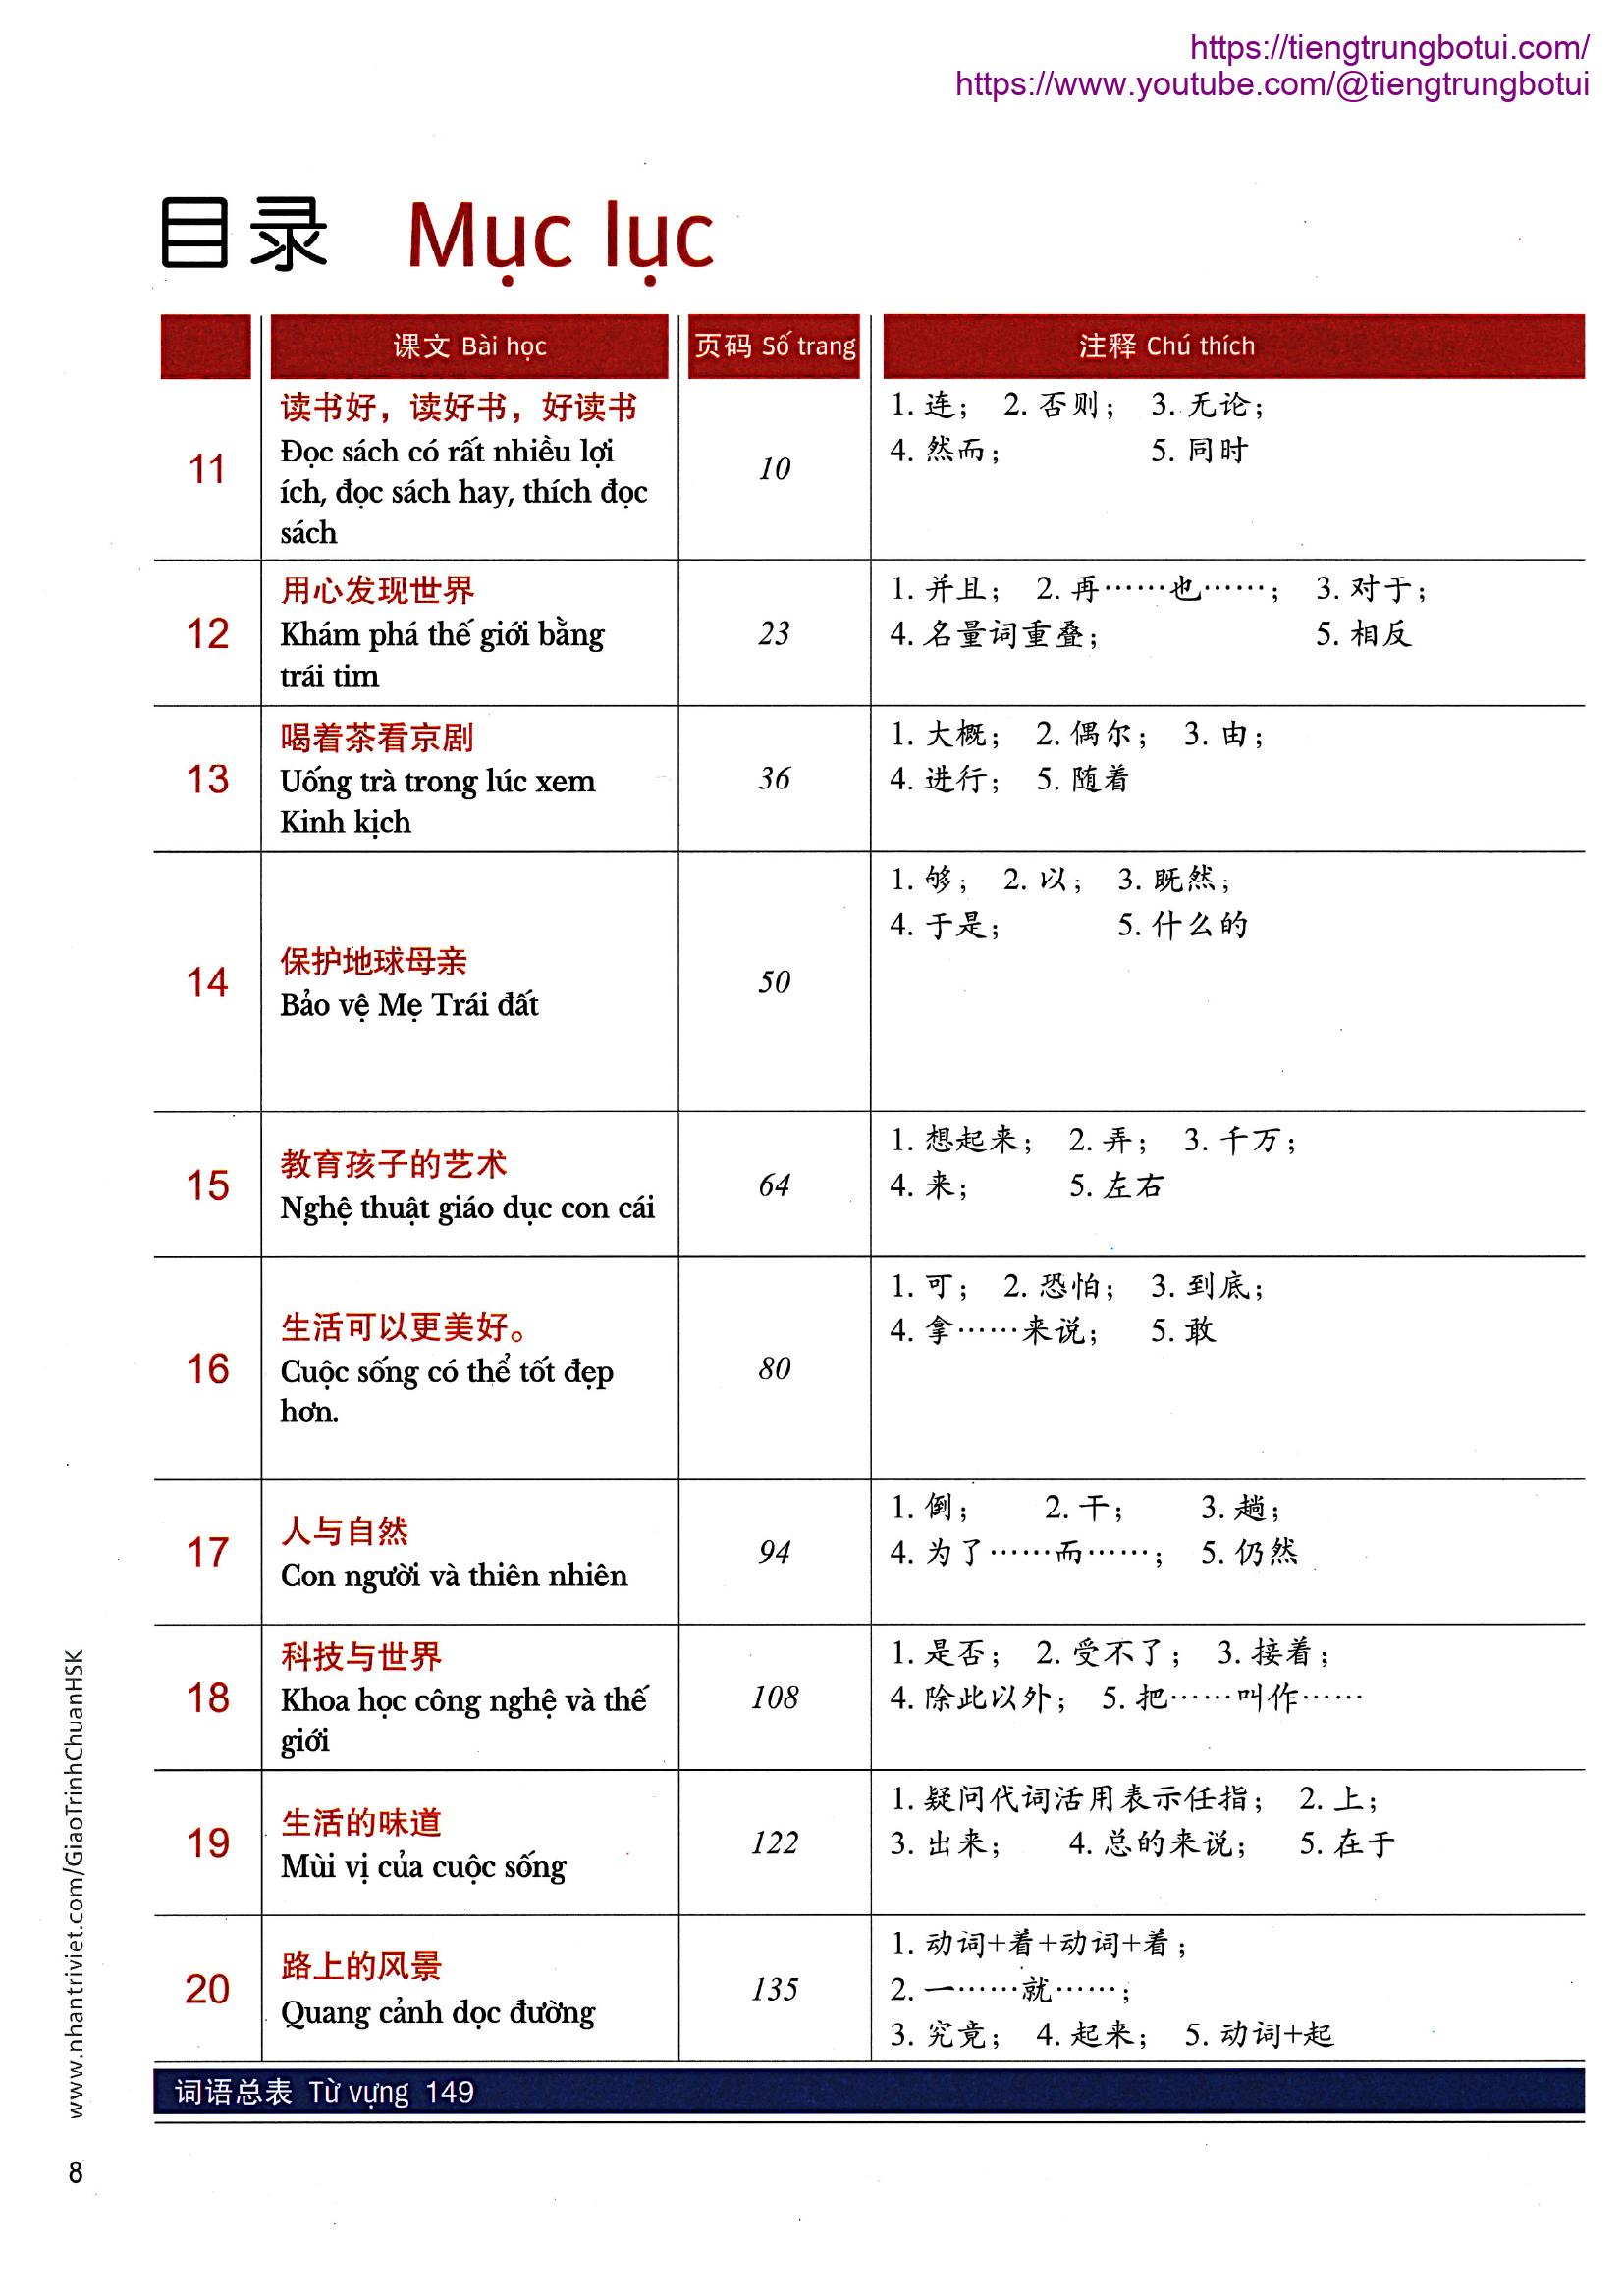 https://tiengtrungbotui.com/
https://www.youtube.com/@tiengtrungbotui
目录 Mục lục
课文 Bài học 页码 Số trang 注释 Chú thích
11
读书好，读好书，好读书
Đọc sách có rất nhiều lợi
ích, đọc sách hay, thích đọc
sách
10
1. 连； 2. 否则； 3. 无论；
4. 然而； 5. 同时
12
用心发现世界
Khám phá thế giới bằng
trái tim
23
1. 并且； 2. 再……也……； 3. 对于；
4. 名量词重叠； 5. 相反
13
喝着茶看京剧
Uống trà trong lúc xem
Kinh kịch
36
1. 大概； 2. 偶尔； 3. 由；
4. 进行； 5. 随着
14
保护地球母亲
Bảo vệ Mẹ Trái đất
50
1. 够； 2. 以； 3. 既然；
4. 于是； 5. 什么的
15
教育孩子的艺术
Nghệ thuật giáo dục con cái
64
1. 想起来； 2. 弄； 3. 千万；
4. 来； 5. 左右
16
生活可以更美好。
Cuộc sống có thể tốt đẹp
hơn.
80
1. 可； 2. 恐怕； 3. 到底；
4. 拿……来说； 5. 敢
17
人与自然
Con người và thiên nhiên
94
1. 倒； 2. 干； 3. 趟；
4. 为了……而……； 5. 仍然
18
科技与世界
Khoa học công nghệ và thế
giới
108
1. 是否； 2. 受不了； 3. 接着；
4. 除此以外； 5. 把……叫作……
19
生活的味道
Mùi vị của cuộc sống
122
1. 疑问代词活用表示任指； 2. 上；
3. 出来； 4. 总的来说； 5. 在于
20
路上的风景
Quang cảnh dọc đường
135
1. 动词+着+动词+着；
2. 一……就……；
3. 究竟； 4. 起来； 5. 动词+起
词语总表 Từ vựng 149
www.nhantriviet.com/GiaoTrinhChuanHSK
8